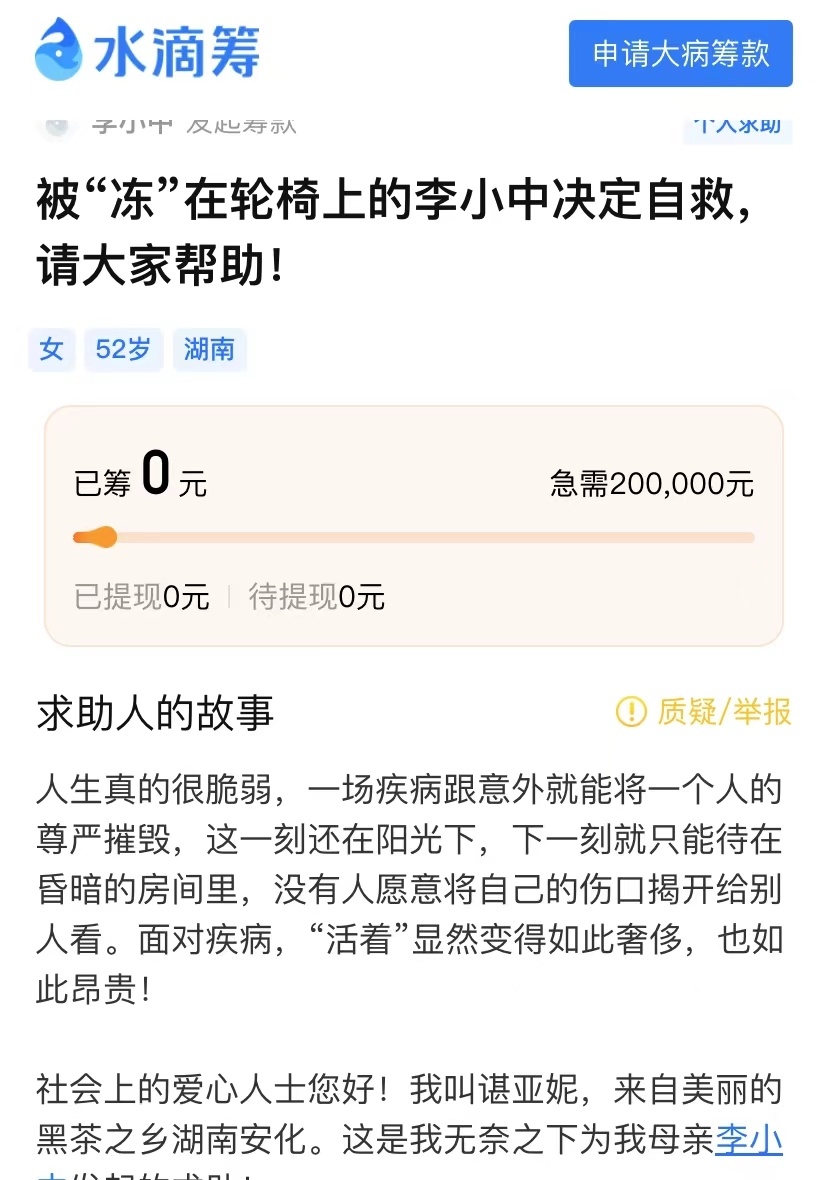 水滴筹
申请大病筹款
李小中 发起筹款
个人求助
被“冻”在轮椅上的李小中决定自救，
请大家帮助！
女 52岁 湖南
已筹 0 元
急需200,000元
已提现0元 | 待提现0元
求助人的故事
质疑/举报
人生真的很脆弱，一场疾病跟意外就能将一个人的
尊严摧毁，这一刻还在阳光下，下一刻就只能待在
昏暗的房间里，没有人愿意将自己的伤口揭开给别
人看。面对疾病，“活着”显然变得如此奢侈，也如
此昂贵！
社会上的爱心人士您好！我叫谌亚妮，来自美丽的
黑茶之乡湖南安化。这是我无奈之下为我母亲李小
中发起的求助！